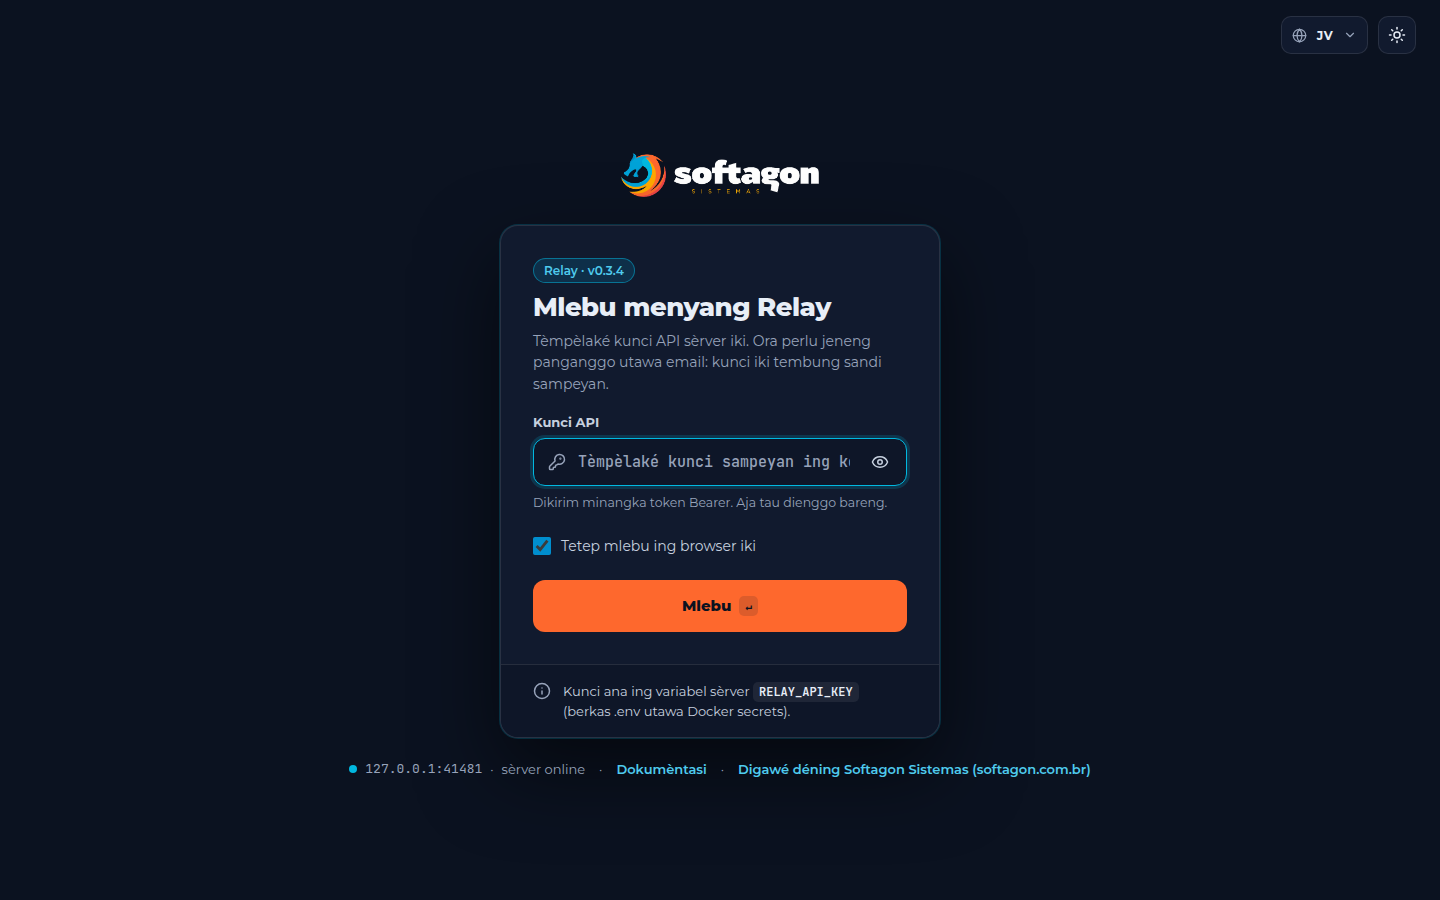 JV
softagon
SISTEMAS
Relay · v0.3.4
Mlebu menyang Relay
Tèmpèlaké kunci API sèrver iki. Ora perlu jeneng
panganggo utawa email: kunci iki tembung sandi
sampeyan.
Kunci API
Tèmpèlaké kunci sampeyan ing
Dikirim minangka token Bearer. Aja tau dienggo bareng.
Tetep mlebu ing browser iki
Mlebu ↵
Kunci ana ing variabel sèrver RELAY_API_KEY
(berkas .env utawa Docker secrets).
127.0.0.1:41481 · sèrver online · Dokumèntasi · Digawé déning Softagon Sistemas (softagon.com.br)